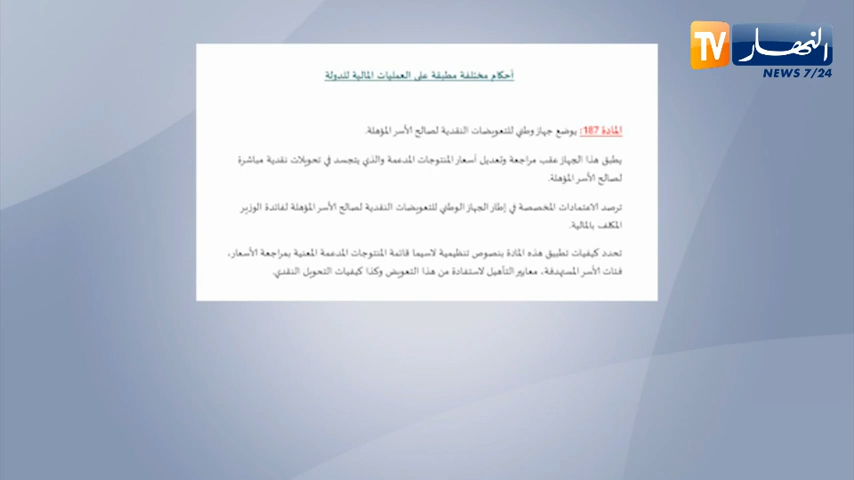 النهار TV
NEWS 7/24
أحكام مختلفة مطبقة على العمليات المالية للدولة
المادة 187: يوضع جهاز وطني للتعويضات النقدية لصالح الأسر المؤهلة.
يطبق هذا الجهاز عقب مراجعة وتعديل أسعار المنتوجات المدعمة والذي يتجسد في تحويلات نقدية مباشرة
لصالح الأسر المؤهلة.
ترصد الاعتمادات المخصصة في إطار الجهاز الوطني للتعويضات النقدية لصالح الأسر المؤهلة لفائدة الوزير
المكلف بالمالية.
تحدد كيفيات تطبيق هذه المادة بنصوص تنظيمية لاسيما قائمة المنتوجات المدعمة المعنية بمراجعة الأسعار،
فئات الأسر المستهدفة، معايير التأهيل لاستفادة من هذا التعويض وكذا كيفيات التحويل النقدي.